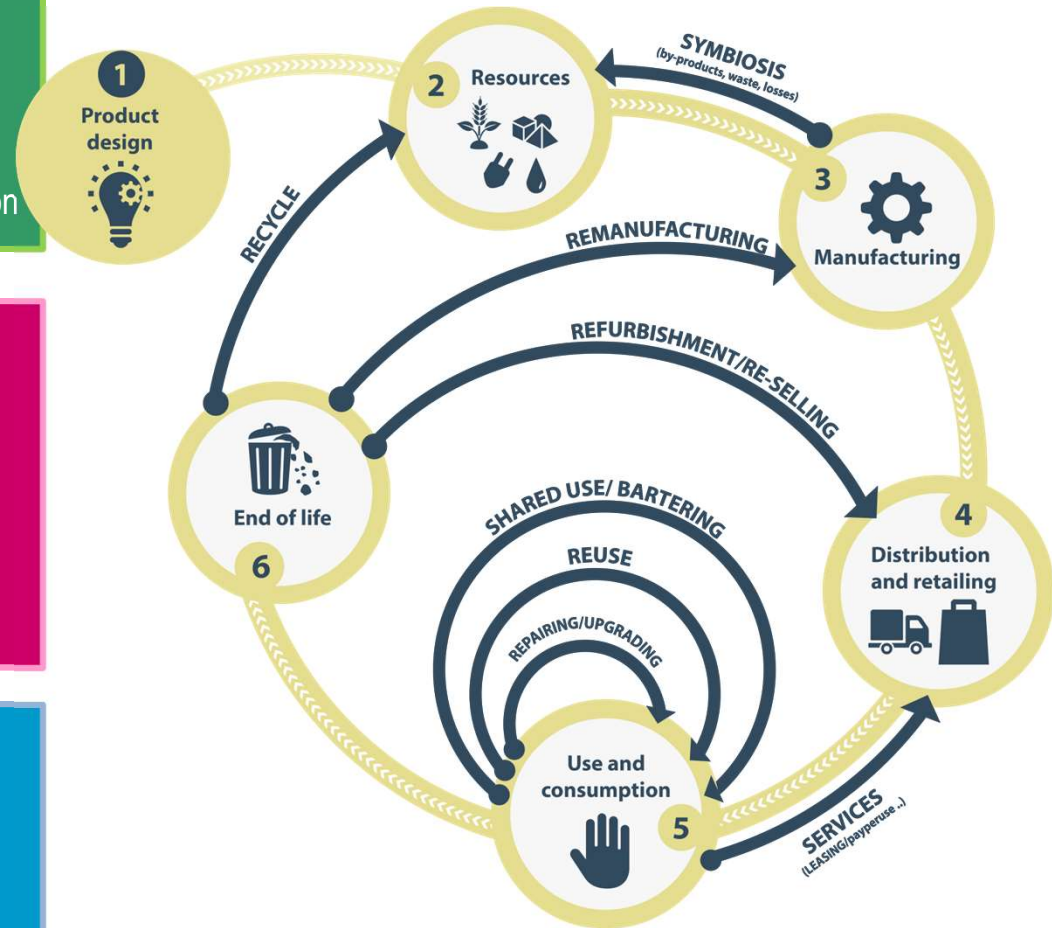 on
1
Product
design
2
Resources
SYMBIOSIS
(by-products, waste, losses)
3
Manufacturing
RECYCLE
REMANUFACTURING
REFURBISHMENT/RE-SELLING
End of life
6
SHARED USE/ BARTERING
REUSE
REPAIRING/UPGRADING
4
Distribution
and retailing
Use and
consumption
5
SERVICES
(LEASING/payperuse ..)